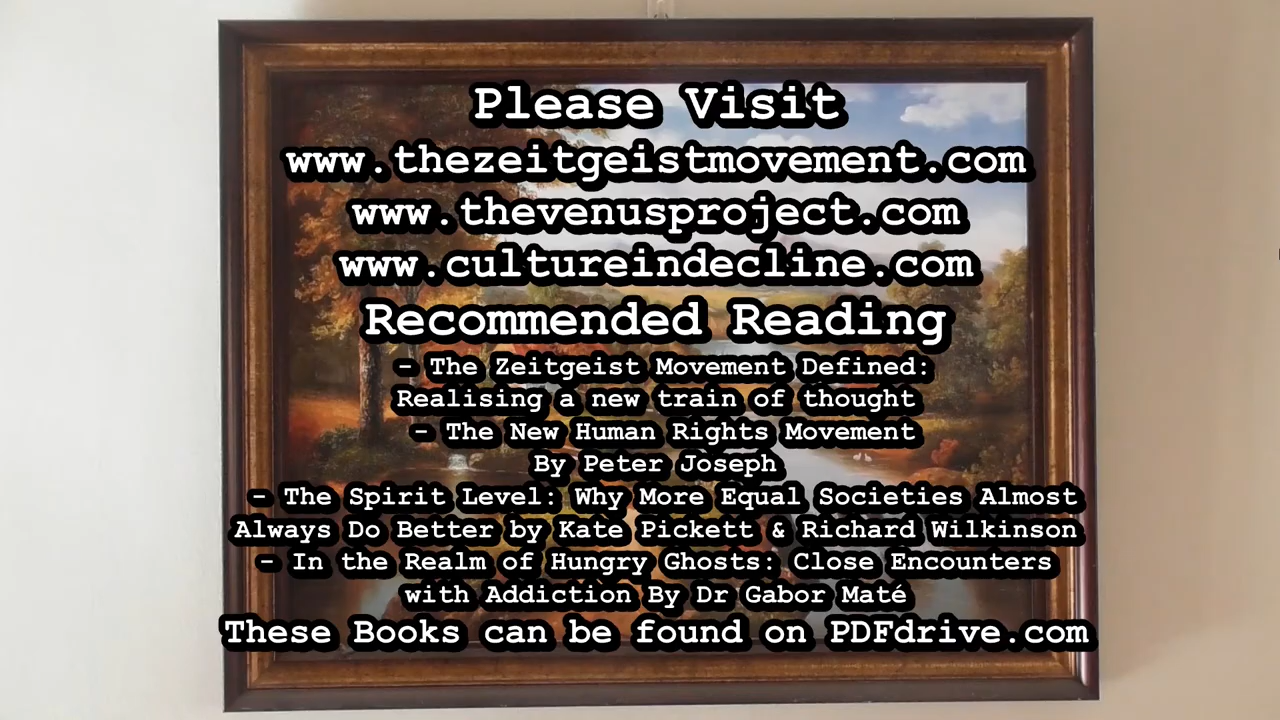 Please Visit
www.thezeitgeistmovement.com
www.thevenusproject.com
www.cultureindecline.com
Recommended Reading
- The Zeitgeist Movement Defined:
Realising a new train of thought
- The New Human Rights Movement
By Peter Joseph
- The Spirit Level: Why More Equal Societies Almost
Always Do Better by Kate Pickett & Richard Wilkinson
- In the Realm of Hungry Ghosts: Close Encounters
with Addiction By Dr Gabor Maté
These Books can be found on PDFdrive.com